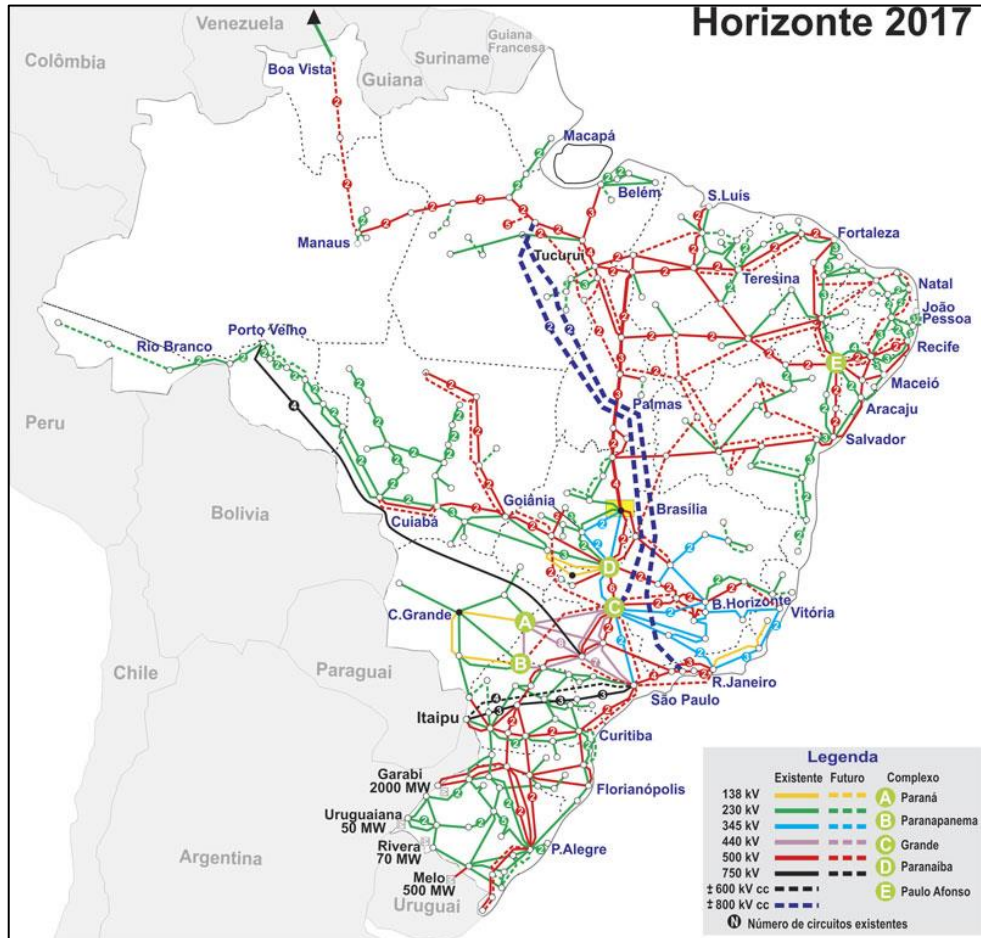 Horizonte 2017
Venezuela
Colômbia
Guiana
Francesa
Suriname
Guiana
Boa Vista
Macapá
Belém
S.Luís
Manaus
Fortaleza
Tucuruí
Teresina
Natal
João
Pessoa
Porto Velho
Rio Branco
Recife
E
Maceió
Palmas
Aracaju
Peru
Salvador
Goiânia
Brasília
Bolivia
Cuiabá
D
C
B.Horizonte
Vitória
C.Grande
A
B
Chile
Paraguai
R.Janeiro
São Paulo
Itaipu
Curitiba
Garabi
2000 MW
Florianópolis
Uruguaiana
50 MW
Rivera
70 MW
P.Alegre
Melo
500 MW
Argentina
Uruguai
Legenda
Existente Futuro Complexo
138 kV A Paraná
230 kV
345 kV B Paranapanema
440 kV C Grande
500 kV
750 kV D Paranaíba
± 600 kV cc
± 800 kV cc E Paulo Afonso
N Número de circuitos existentes